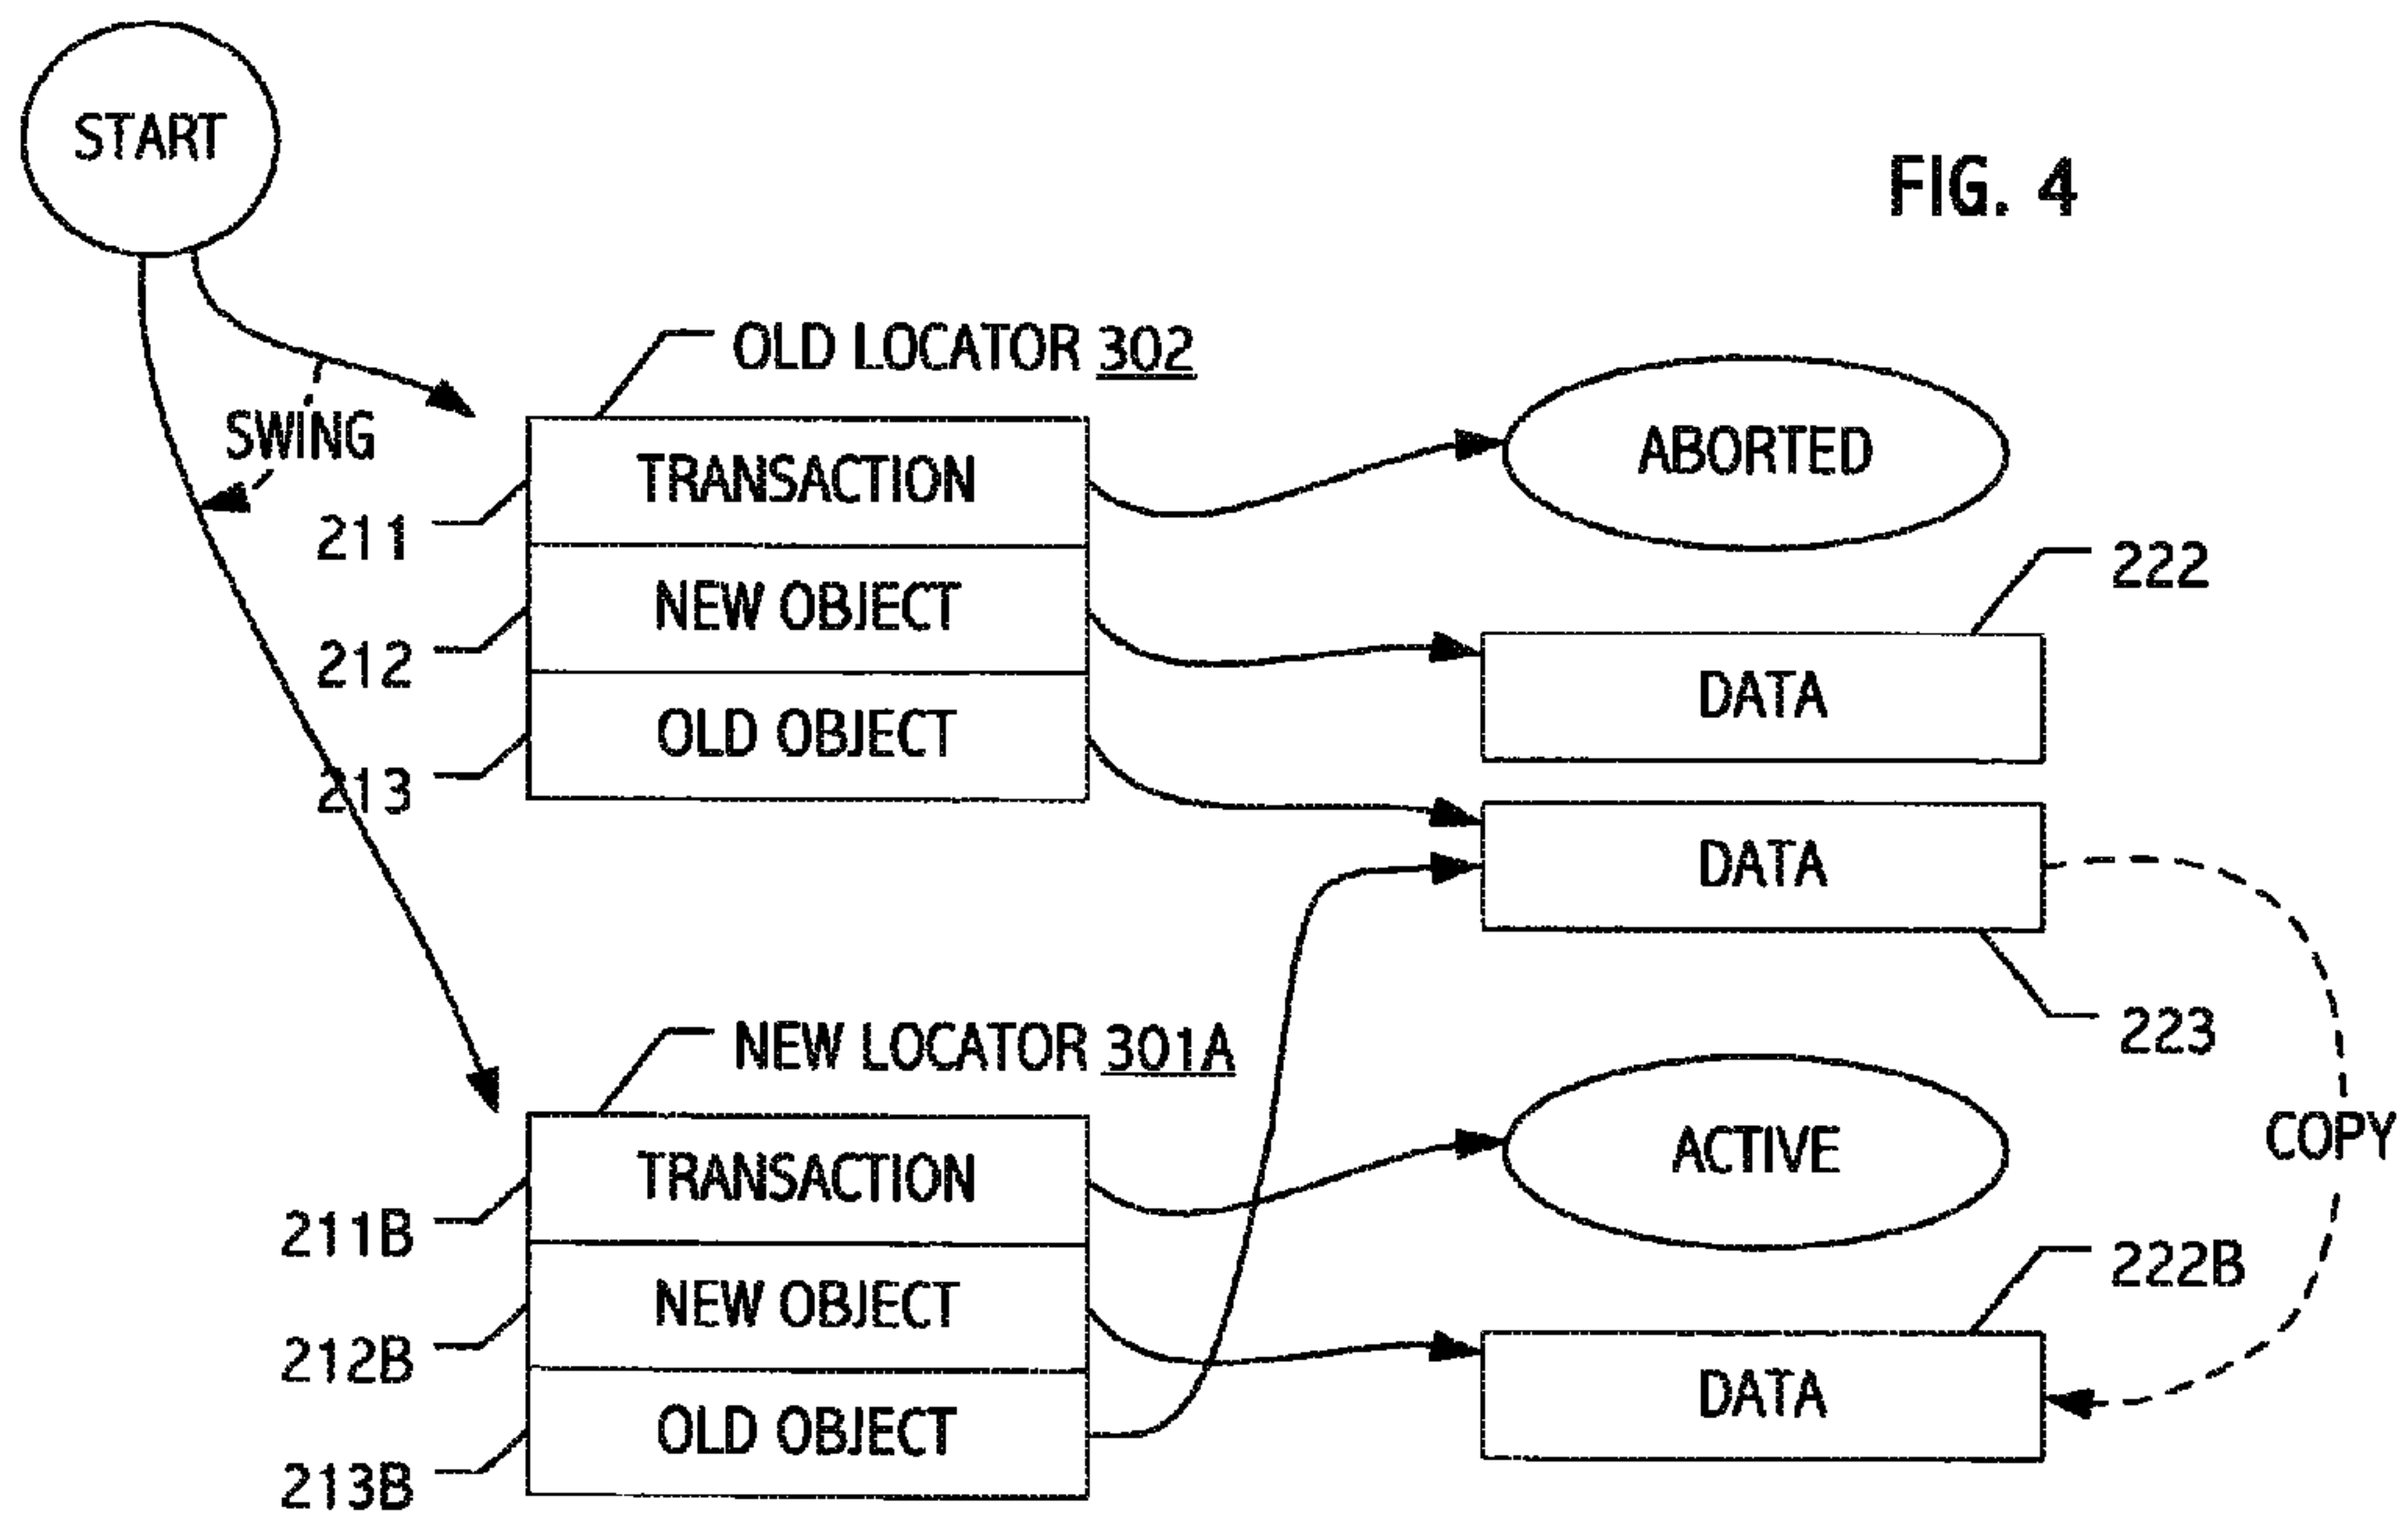 START
FIG. 4
OLD LOCATOR 302
SWING
TRANSACTION
ABORTED
211
NEW OBJECT
222
212
DATA
OLD OBJECT
213
DATA
223
NEW LOCATOR 301A
TRANSACTION
ACTIVE
COPY
211B
NEW OBJECT
222B
212B
DATA
OLD OBJECT
213B